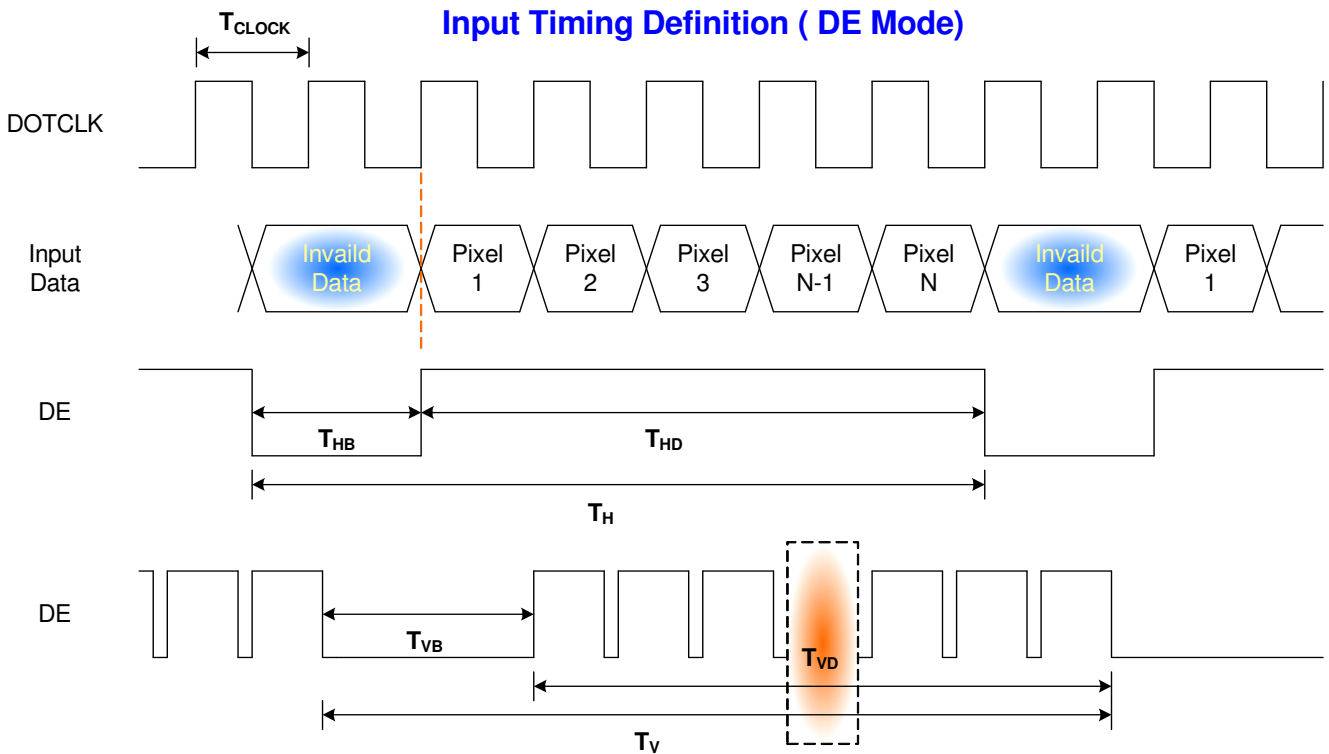 Input Timing Definition ( DE Mode)
TCLOCK
DOTCLK
Input
Data
Invaild
Data
Pixel
1
Pixel
2
Pixel
3
Pixel
N-1
Pixel
N
Invaild
Data
Pixel
1
DE
THB
THD
TH
DE
TVB
TVD
TV